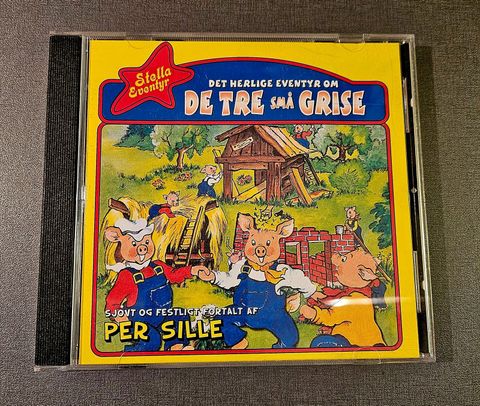 Stella
Eventyr
DET HERLIGE EVENTYR OM
DE TRE SMÅ GRISE
SJOVT OG FESTLIGT FORTALT AF
PER SILLE